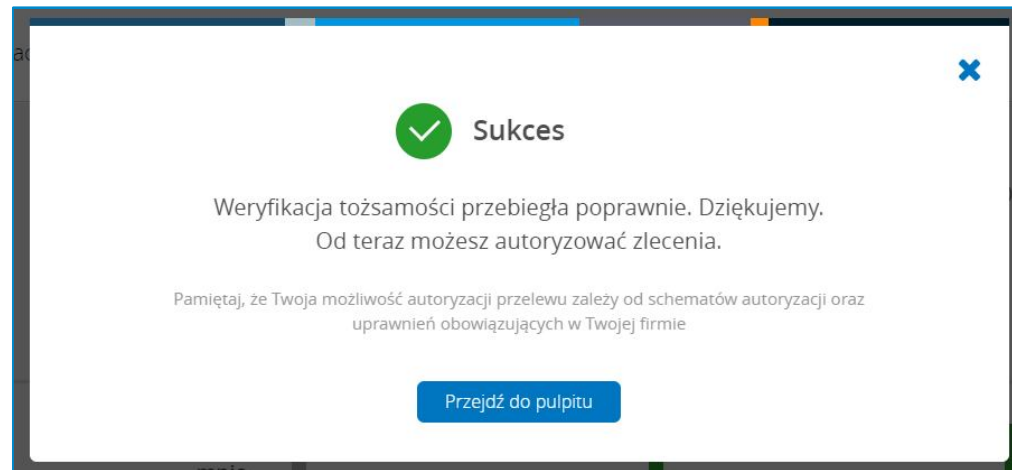 Sukces
Weryfikacja tożsamości przebiegła poprawnie. Dziękujemy.
Od teraz możesz autoryzować zlecenia.
Pamiętaj, że Twoja możliwość autoryzacji przelewu zależy od schematów autoryzacji oraz
uprawnień obowiązujących w Twojej firmie
Przejdź do pulpitu